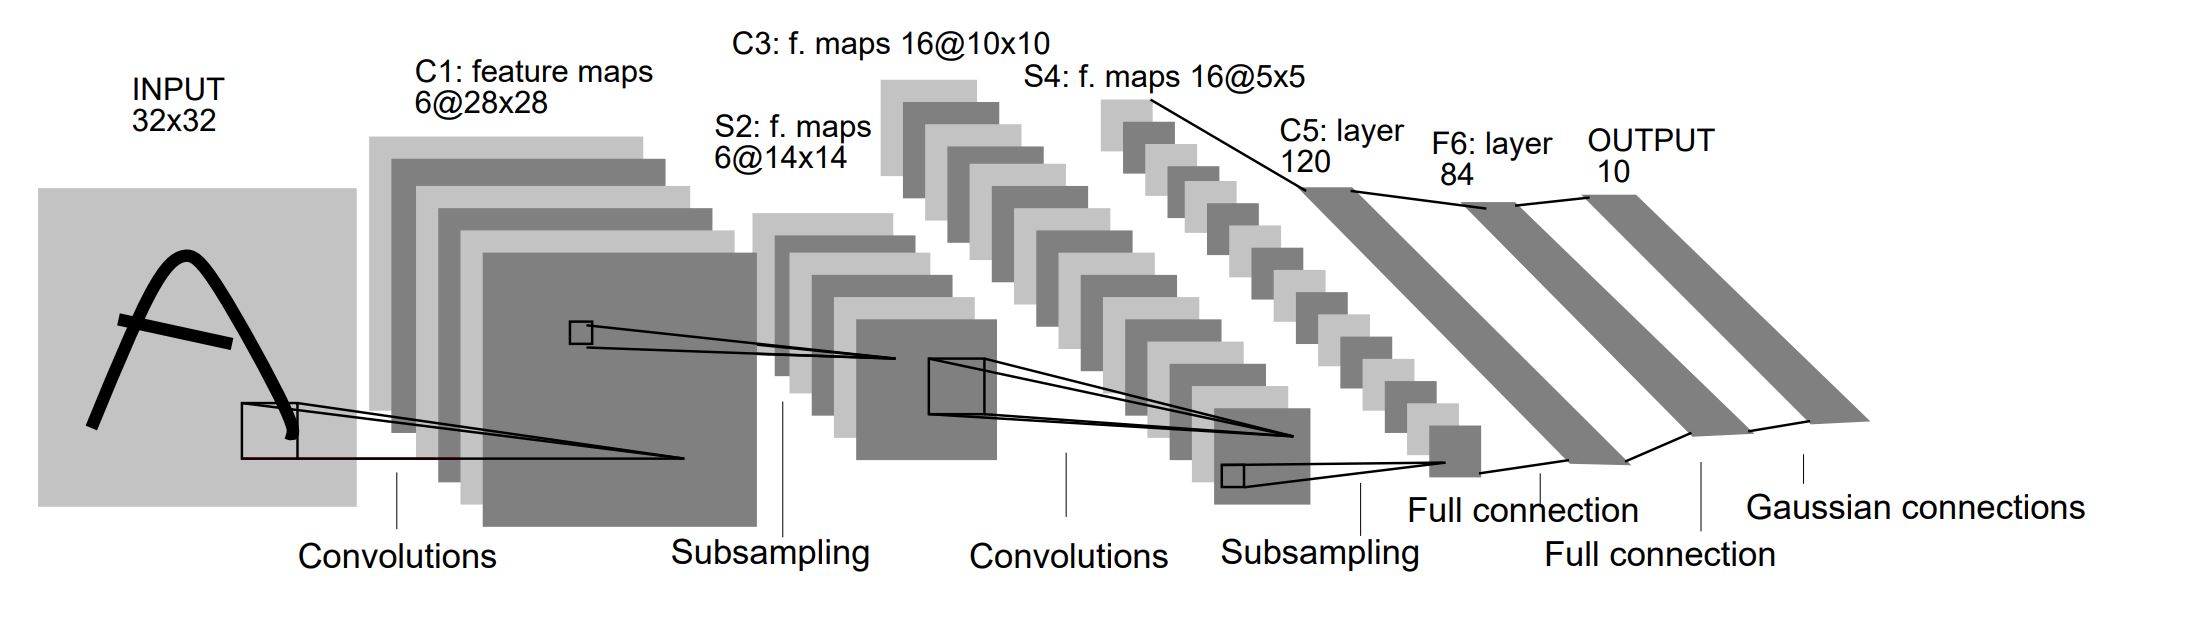 INPUT
32x32
C1: feature maps
6@28x28
S2: f. maps
6@14x14
C3: f. maps 16@10x10
S4: f. maps 16@5x5
C5: layer
120
F6: layer
84
OUTPUT
10
Convolutions
Subsampling
Convolutions
Subsampling
Full connection
Full connection
Gaussian connections